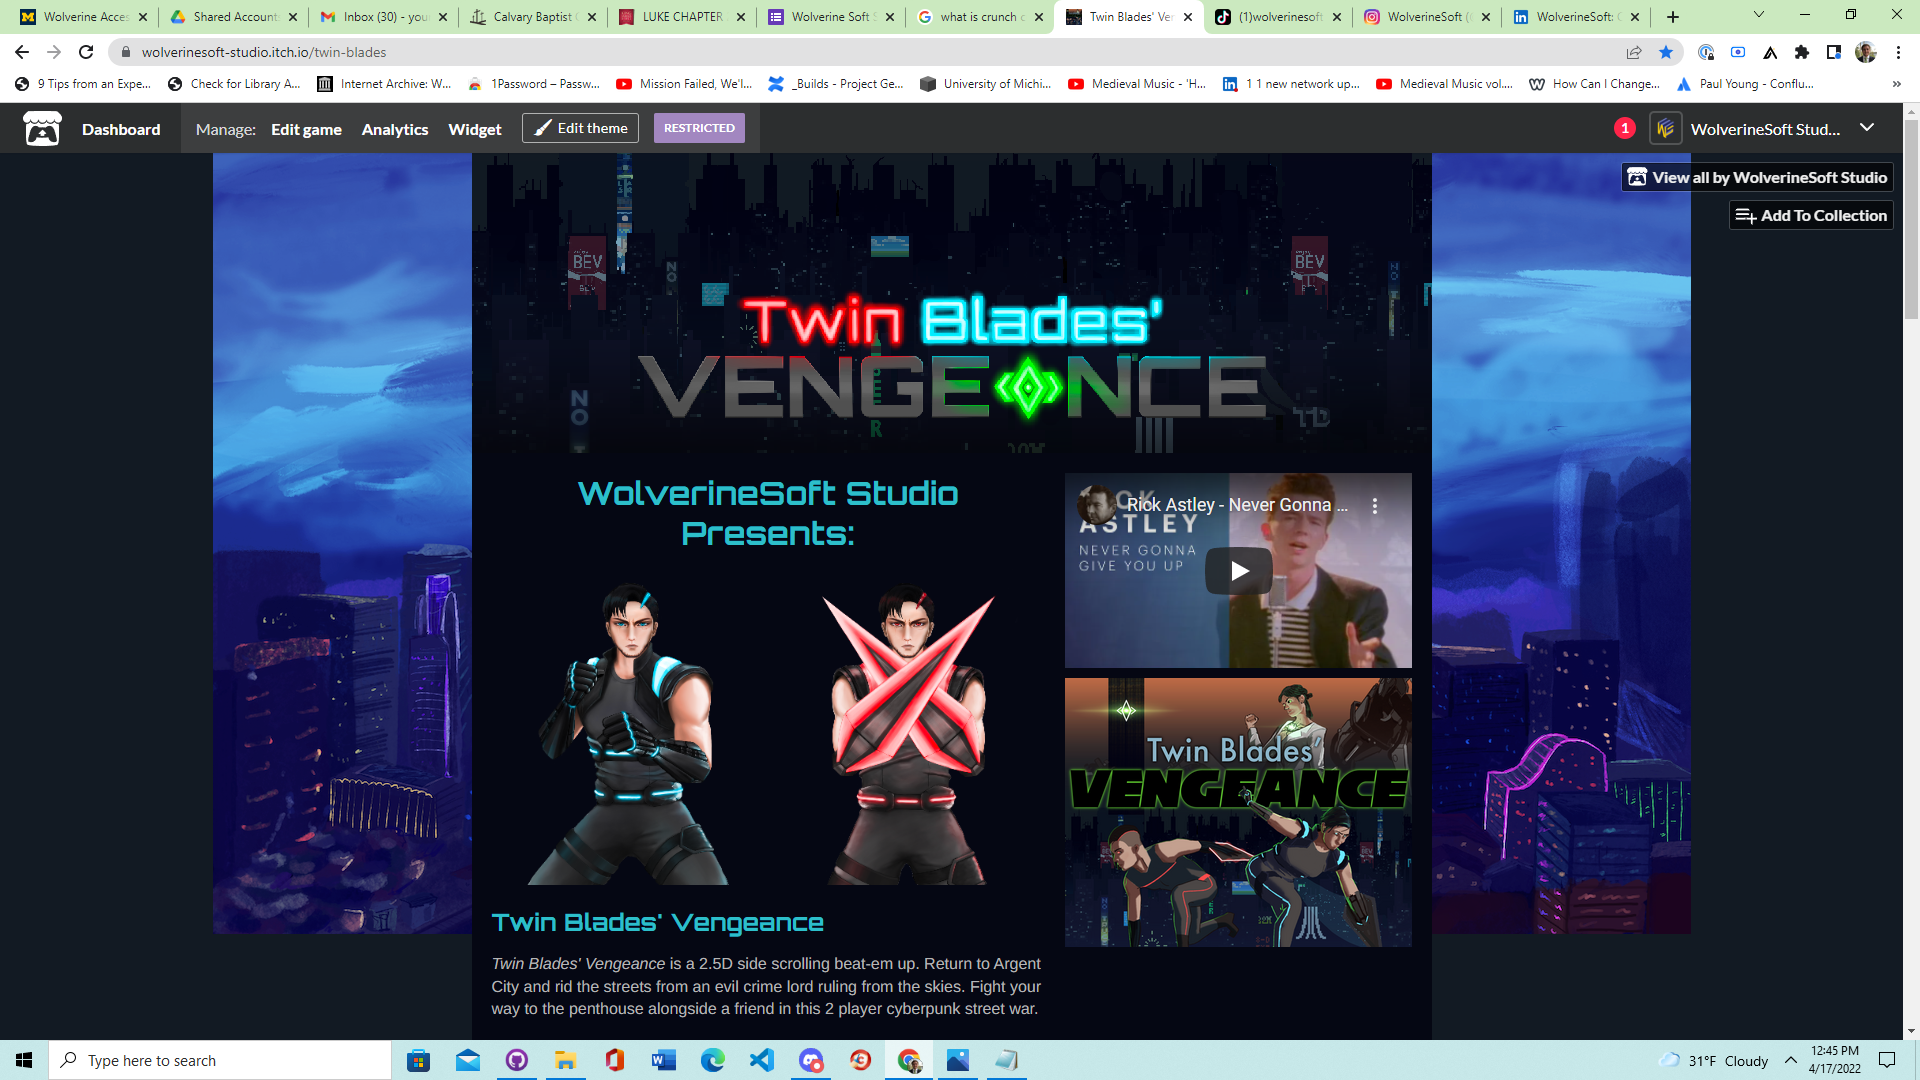 Wolverine Acces
Shared Account
Inbox (30) - you
Calvary Baptist
LUKE CHAPTER
Wolverine Soft S
what is crunch c
Twin Blades' Ve
(1)wolverinesoft
WolverineSoft (
WolverineSoft: 
wolverinesoft-studio.itch.io/twin-blades
9 Tips from an Expe...
Check for Library A...
Internet Archive: W...
1Password – Passw...
Mission Failed, We'l...
_Builds - Project Ge...
University of Michi...
Medieval Music - 'H...
1 1 new network up...
Medieval Music vol....
How Can I Change...
Paul Young - Conflu...
»
Dashboard
Manage:
Edit game
Analytics
Widget
Edit theme
RESTRICTED
1
WolverineSoft Stud...
View all by WolverineSoft Studio
Add To Collection
BEV
BEV
NO
Twin Blades'
VENGEANCE
WolverineSoft Studio
Presents:
Rick Astley - Never Gonna ...
ASTLEY
NEVER GONNA
GIVE YOU UP
Twin Blades'
VENGEANCE
Twin Blades' Vengeance
Twin Blades' Vengeance is a 2.5D side scrolling beat-em up. Return to Argent
City and rid the streets from an evil crime lord ruling from the skies. Fight your
way to the penthouse alongside a friend in this 2 player cyberpunk street war.
Type here to search
31°F Cloudy
12:45 PM
4/17/2022